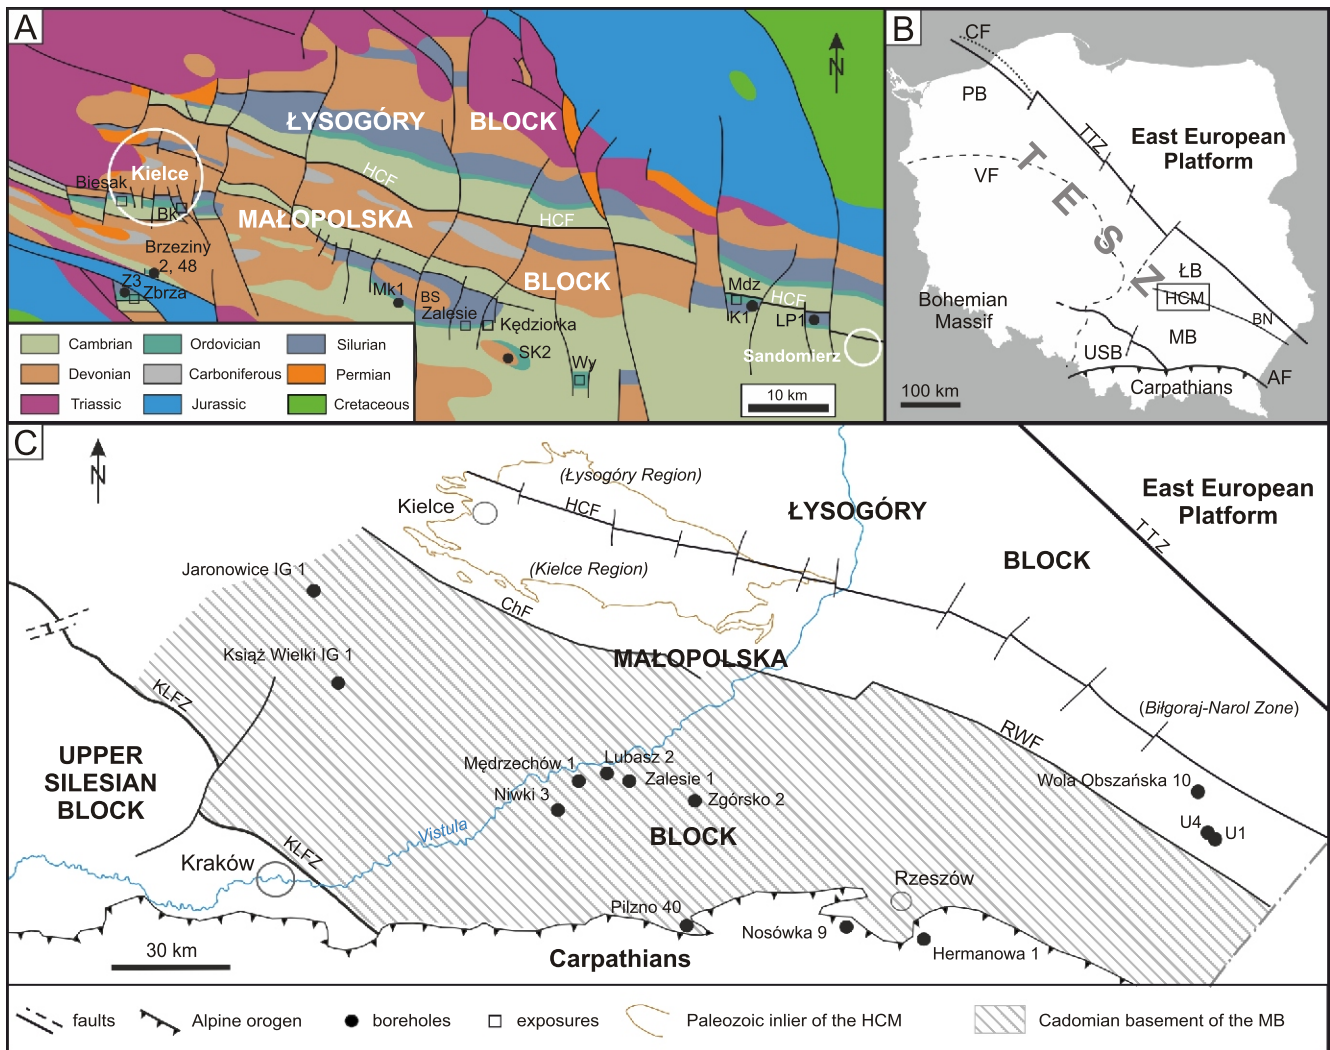 A
N
ŁYSOGÓRY
BLOCK
HCF
HCF
Kielce
Biesak
BK
MAŁOPOLSKA
BLOCK
Brzeziny
2, 48
Z3
Zbrza
Mk1
BS
Zalesie
Kędziorka
SK2
Wy
Mdz
K1
HCF
LP1
Sandomierz
10 km
Cambrian
Ordovician
Silurian
Devonian
Carboniferous
Permian
Triassic
Jurassic
Cretaceous
B
CF
PB
TTZ
East European
Platform
VF
T E S Z
ŁB
HCM
BN
Bohemian
Massif
MB
USB
AF
Carpathians
100 km
C
N
(Łysogóry Region)
Kielce
HCF
ŁYSOGÓRY
BLOCK
East European
Platform
TTZ
(Kielce Region)
Jaronowice IG 1
ChF
Książ Wielki IG 1
MAŁOPOLSKA
KLFZ
(Biłgoraj-Narol Zone)
RWF
UPPER
SILESIAN
BLOCK
Mędrzechów 1
Lubasz 2
Zalesie 1
Niwki 3
Zgórsko 2
Wola Obszańska 10
U4
U1
Vistula
BLOCK
KLFZ
Kraków
Rzeszów
Pilzno 40
Nosówka 9
Hermanowa 1
30 km
Carpathians
faults
Alpine orogen
boreholes
exposures
Paleozoic inlier of the HCM
Cadomian basement of the MB